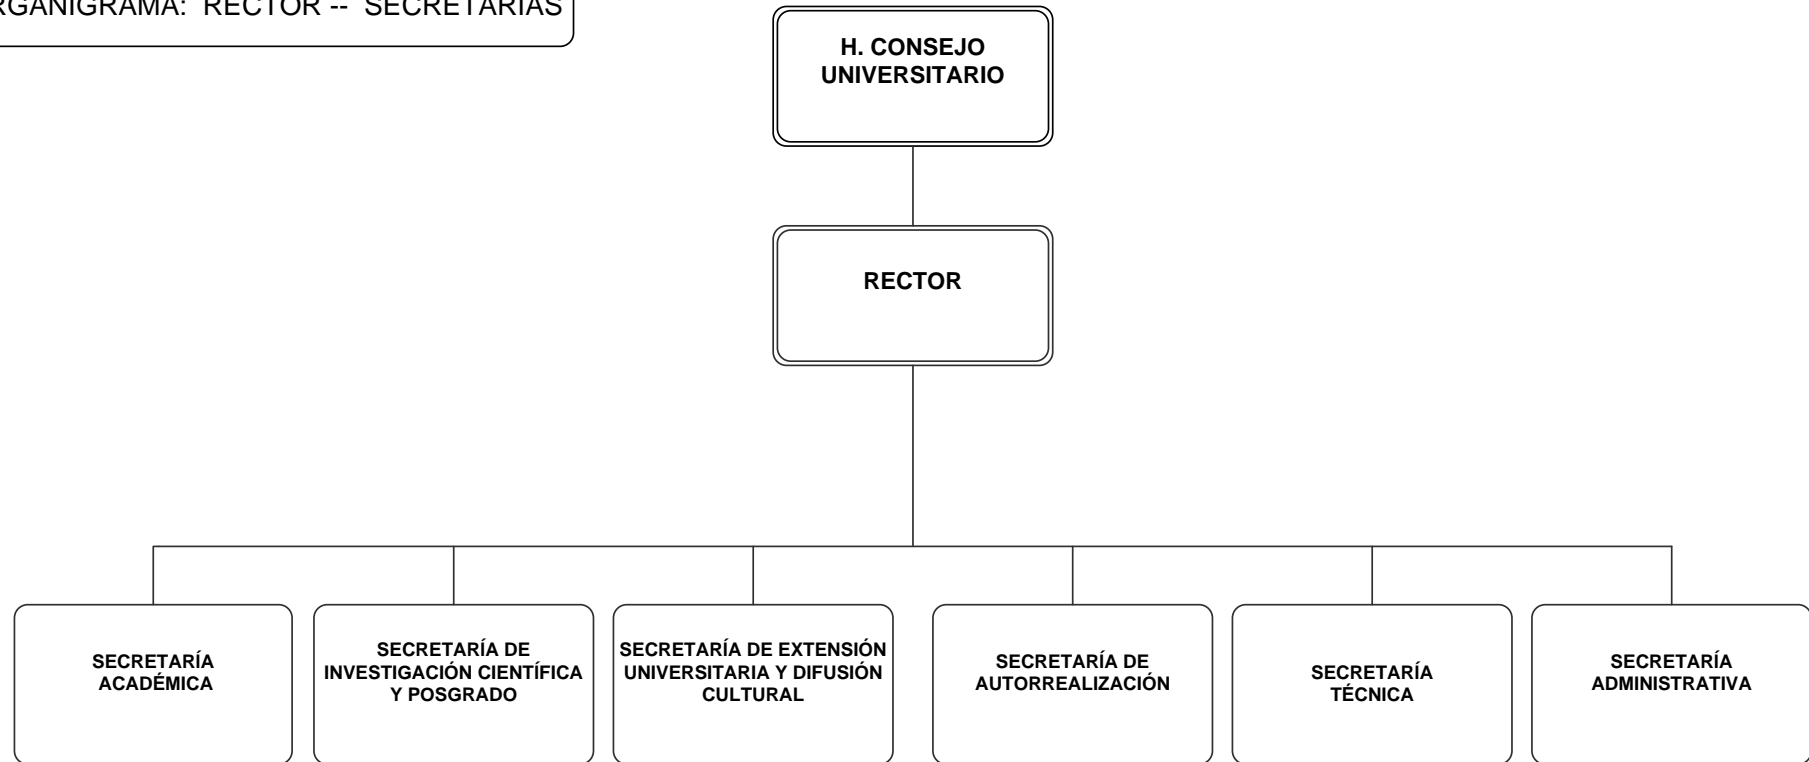 RGANIGRAMA: RECTOR -- SECRETARIAS
H. CONSEJO
UNIVERSITARIO
RECTOR
SECRETARÍA
ACADÉMICA
SECRETARÍA DE
INVESTIGACIÓN CIENTÍFICA
Y POSGRADO
SECRETARÍA DE EXTENSIÓN
UNIVERSITARIA Y DIFUSIÓN
CULTURAL
SECRETARÍA DE
AUTORREALIZACIÓN
SECRETARÍA
TÉCNICA
SECRETARÍA
ADMINISTRATIVA